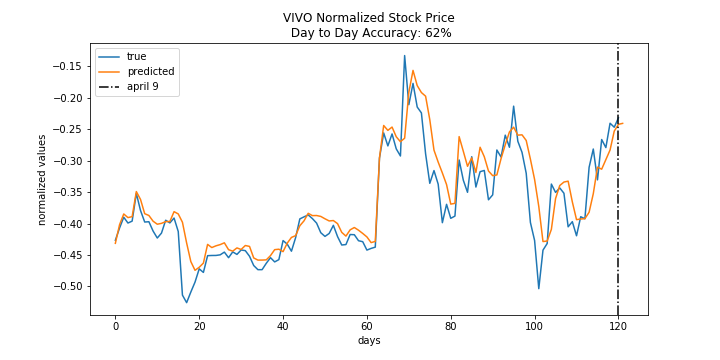 VIVO Normalized Stock Price
Day to Day Accuracy: 62%
true
predicted
april 9
normalized values
−0.15
−0.20
−0.25
−0.30
−0.35
−0.40
−0.45
−0.50
0
20
40
60
80
100
120
days